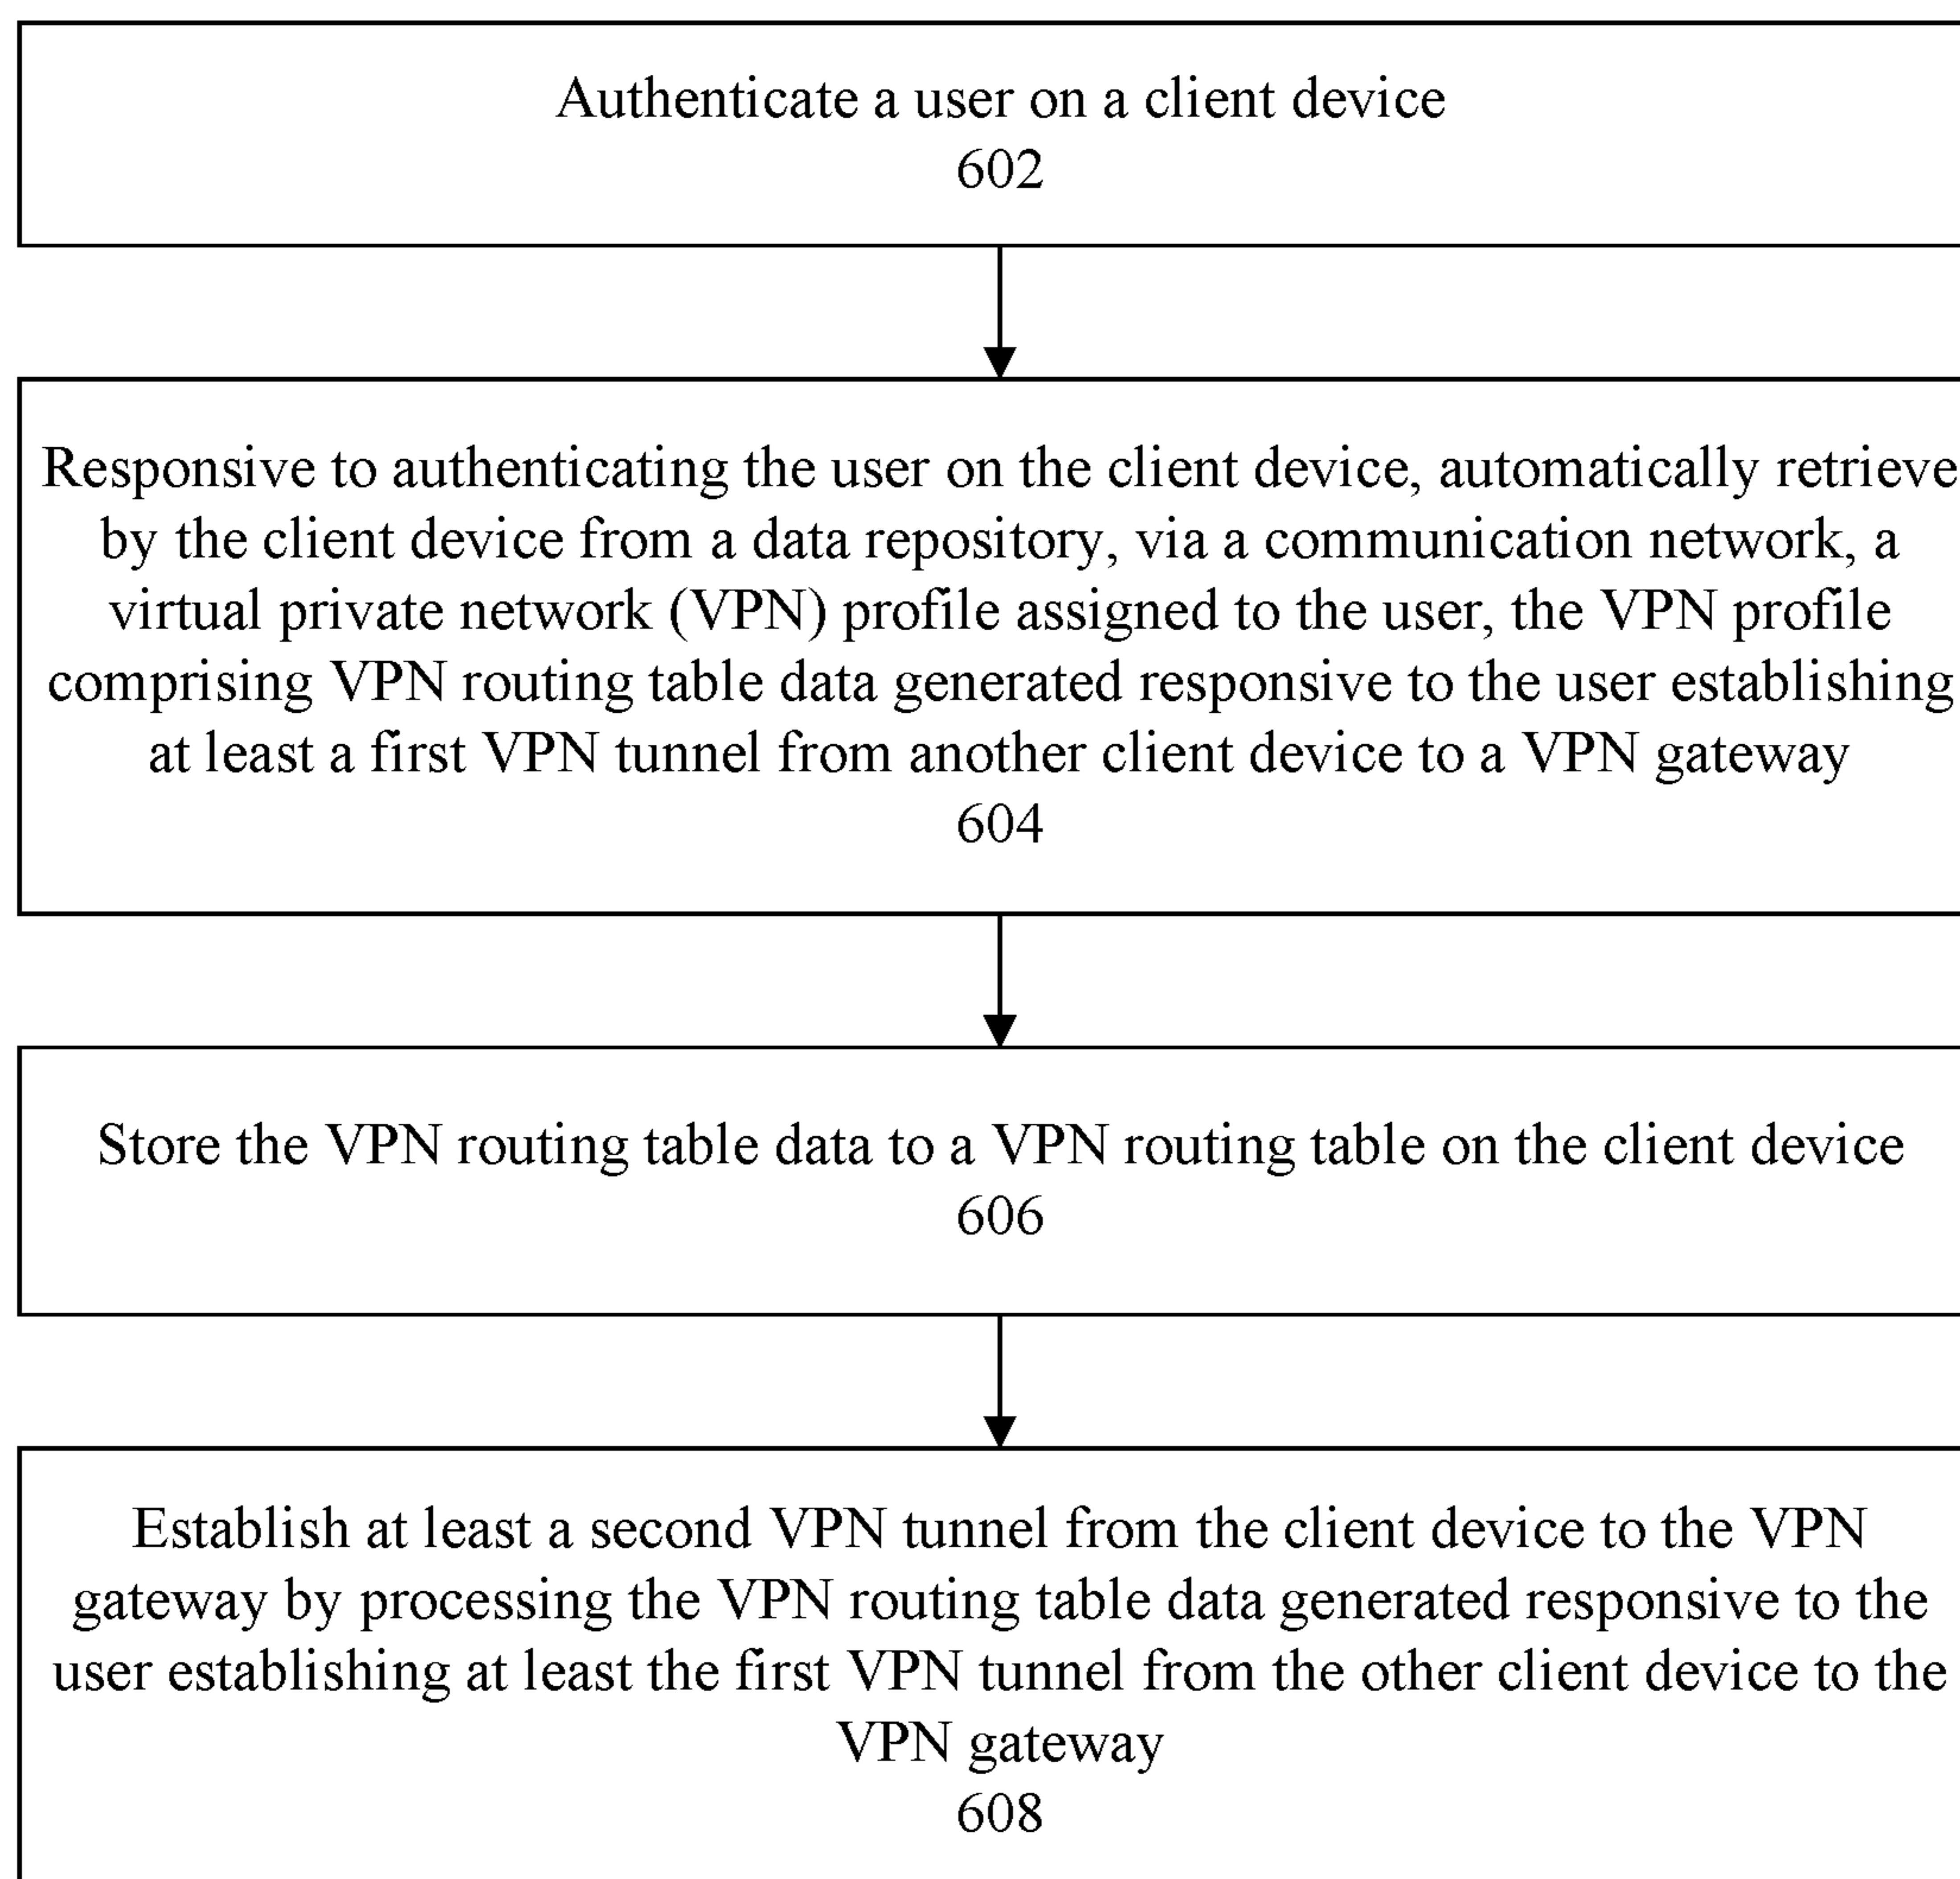 Authenticate a user on a client device
602
Responsive to authenticating the user on the client device, automatically retrieve
by the client device from a data repository, via a communication network, a
virtual private network (VPN) profile assigned to the user, the VPN profile
comprising VPN routing table data generated responsive to the user establishing
at least a first VPN tunnel from another client device to a VPN gateway
604
Store the VPN routing table data to a VPN routing table on the client device
606
Establish at least a second VPN tunnel from the client device to the VPN
gateway by processing the VPN routing table data generated responsive to the
user establishing at least the first VPN tunnel from the other client device to the
VPN gateway
608